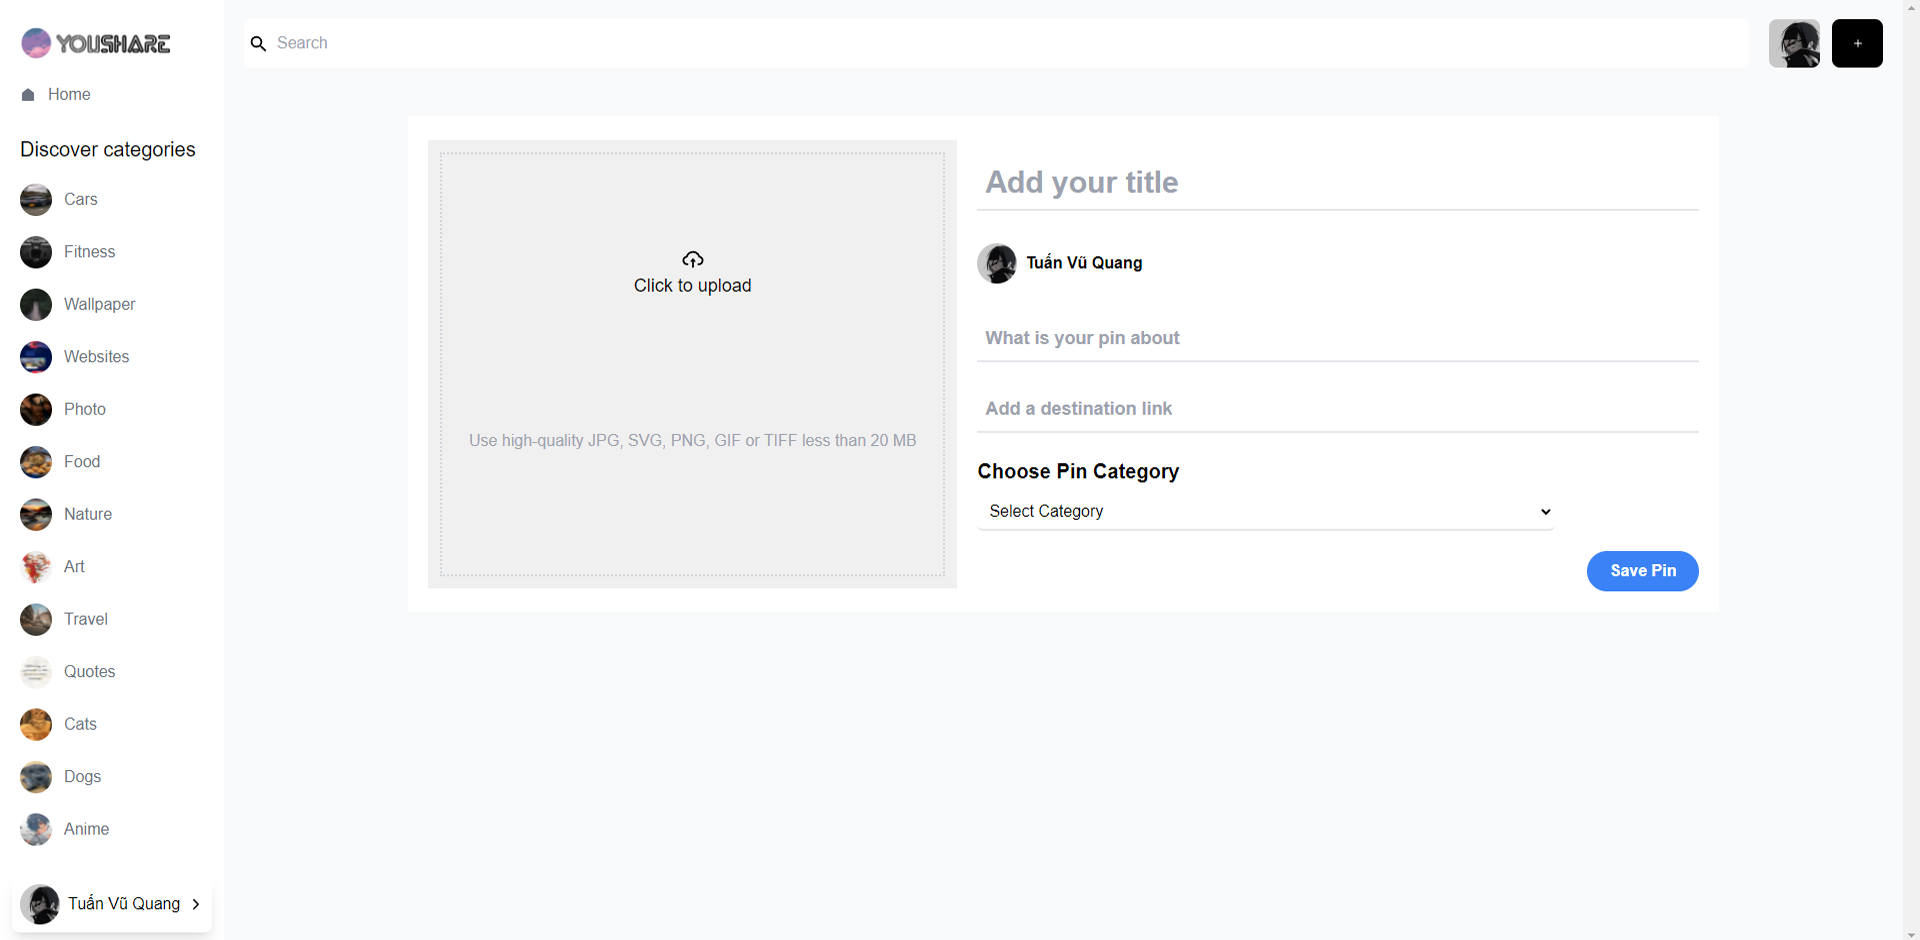 YOUSHARE
Search
+
Home
Discover categories
Cars
Fitness
Wallpaper
Websites
Photo
Food
Nature
Art
Travel
Quotes
Cats
Dogs
Anime
Tuấn Vũ Quang
Click to upload
Use high-quality JPG, SVG, PNG, GIF or TIFF less than 20 MB
Add your title
Tuấn Vũ Quang
What is your pin about
Add a destination link
Choose Pin Category
Select Category
Save Pin